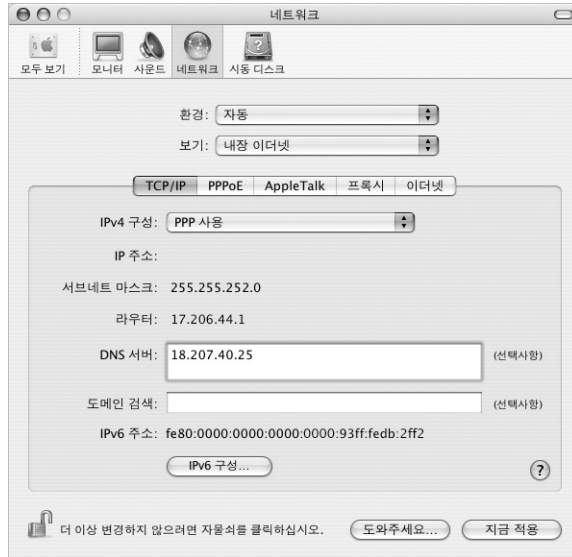 네트워크
모두 보기 모니터 사운드 네트워크 시동 디스크
환경: 자동
보기: 내장 이더넷
TCP/IP PPPoE AppleTalk 프록시 이더넷
IPv4 구성: PPP 사용
IP 주소:
서브네트 마스크: 255.255.252.0
라우터: 17.206.44.1
DNS 서버: 18.207.40.25 (선택사항)
도메인 검색: (선택사항)
IPv6 주소: fe80:0000:0000:0000:0000:93ff:fedb:2ff2
IPv6 구성... ?
더 이상 변경하지 않으려면 자물쇠를 클릭하십시오. 도와주세요... 지금 적용